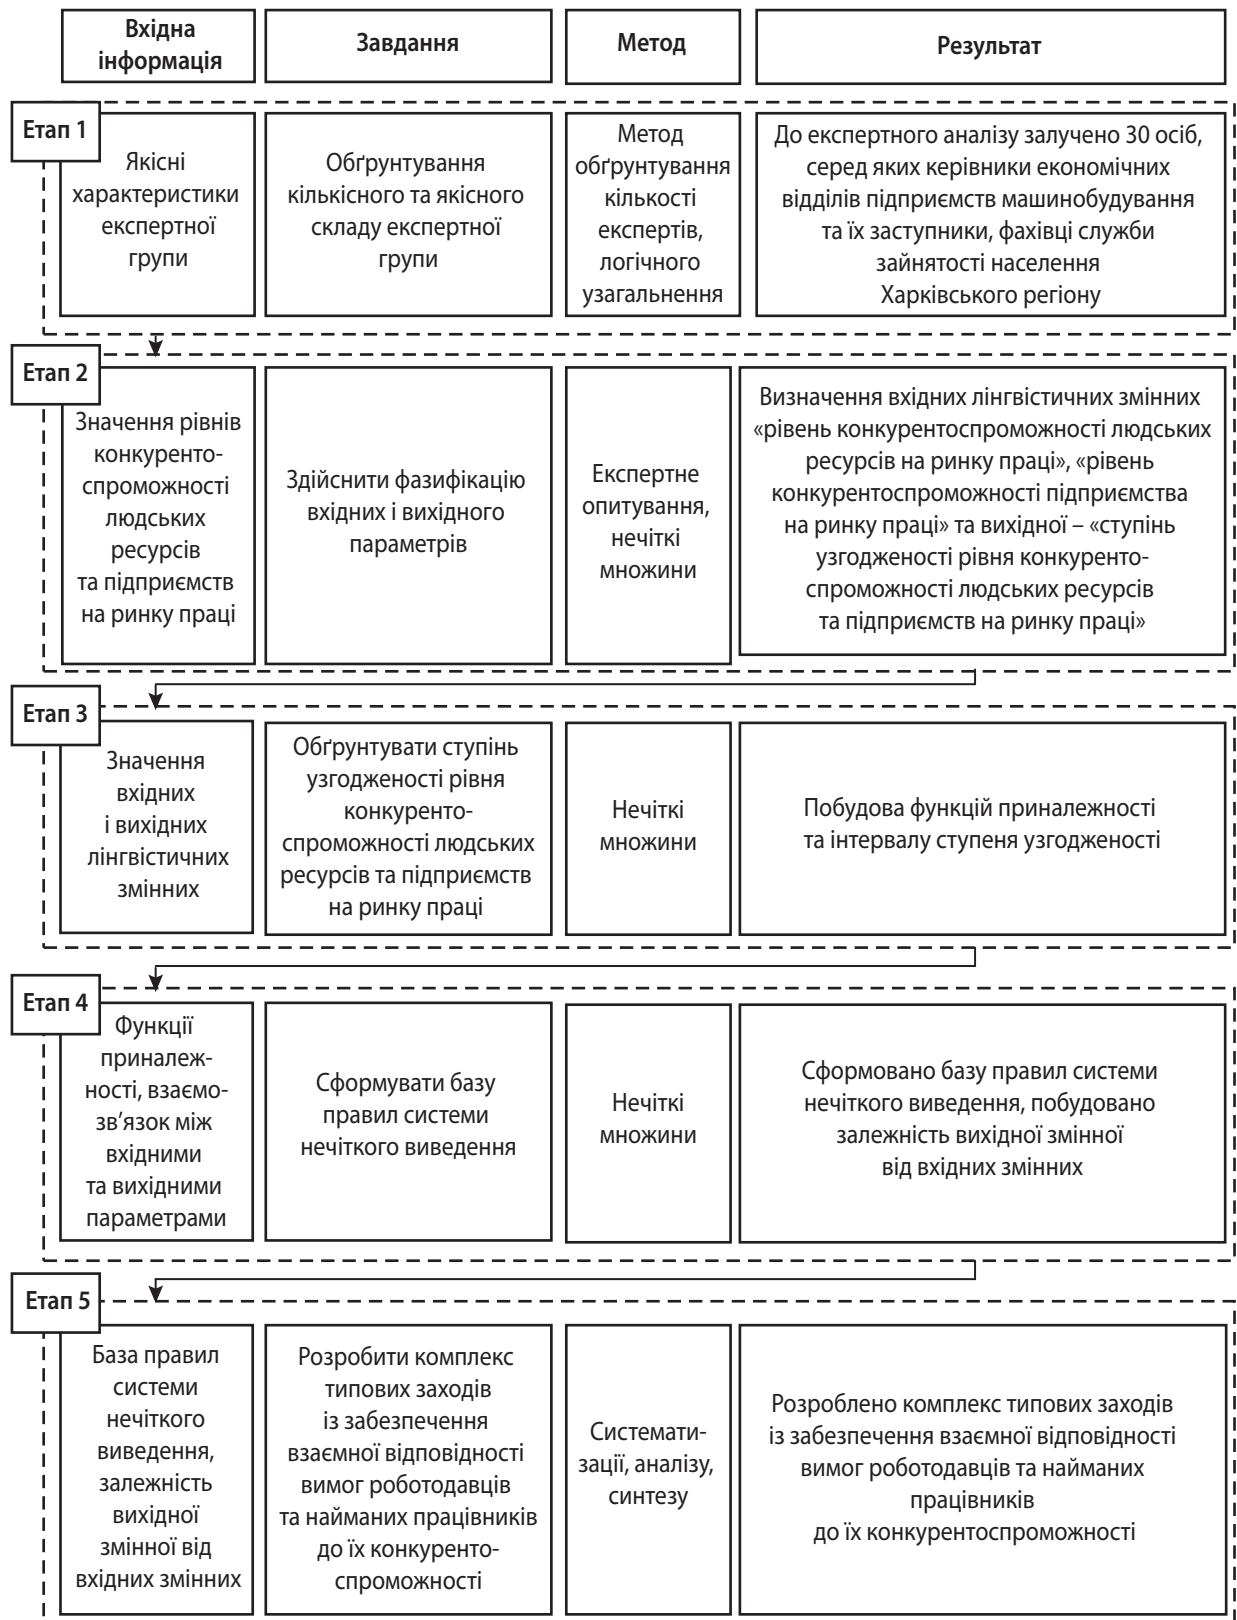 Вхідна
інформація
Завдання
Метод
Результат
Етап 1
Якісні
характеристики
експертної
групи
Обґрунтування
кількісного та якісного
складу експертної
групи
Метод
обґрунтування
кількості
експертів,
логічного
узагальнення
До експертного аналізу залучено 30 осіб,
серед яких керівники економічних
відділів підприємств машинобудування
та їх заступники, фахівці служби
зайнятості населення
Харківського регіону
Етап 2
Значення рівнів
конкуренто-
спроможності
людських
ресурсів
та підприємств
на ринку праці
Здійснити фазифікацію
вхідних і вихідного
параметрів
Експертне
опитування,
нечіткі
множини
Визначення вхідних лінгвістичних змінних
«рівень конкурентоспроможності людських
ресурсів на ринку праці», «рівень
конкурентоспроможності підприємства
на ринку праці» та вихідної – «ступінь
узгодженості рівня конкуренто-
спроможності людських ресурсів
та підприємств на ринку праці»
Етап 3
Значення
вхідних
і вихідних
лінгвістичних
змінних
Обґрунтувати ступінь
узгодженості рівня
конкуренто-
спроможності людських
ресурсів та підприємств
на ринку праці
Нечіткі
множини
Побудова функцій приналежності
та інтервалу ступеня узгодженості
Етап 4
Функції
приналеж-
ності, взаємо-
зв’язок між
вхідними
та вихідними
параметрами
Сформувати базу
правил системи
нечіткого виведення
Нечіткі
множини
Сформовано базу правил системи
нечіткого виведення, побудовано
залежність вихідної змінної
від вхідних змінних
Етап 5
База правил
системи
нечіткого
виведення,
залежність
вихідної
змінної від
вхідних змінних
Розробити комплекс
типових заходів
із забезпечення
взаємної відповідності
вимог роботодавців
та найманих працівників
до їх конкуренто-
спроможності
Системати-
зації, аналізу,
синтезу
Розроблено комплекс типових заходів
із забезпечення взаємної відповідності
вимог роботодавців та найманих
працівників
до їх конкурентоспроможності